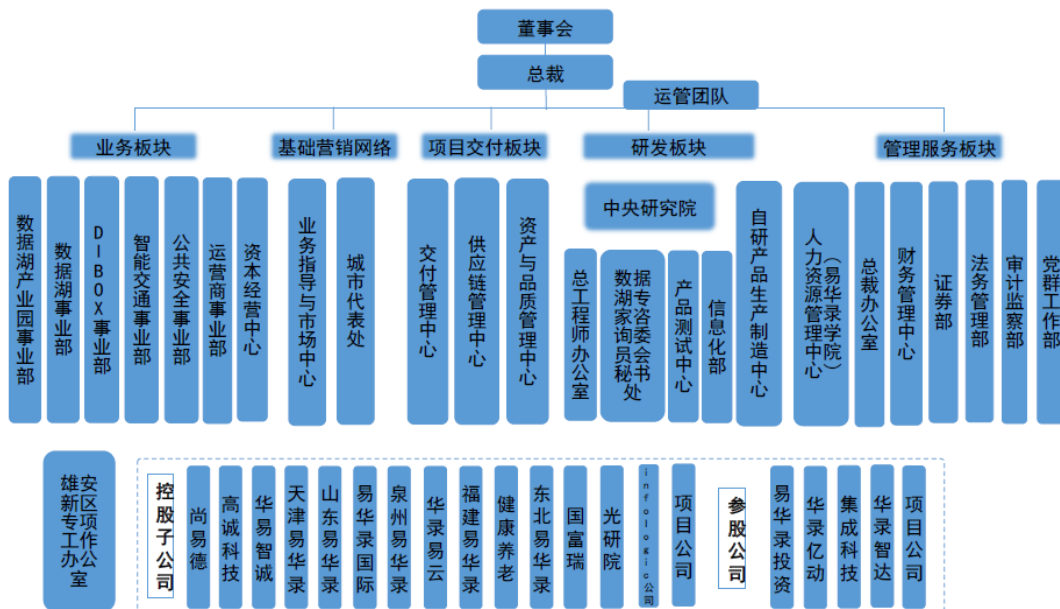 董事会
总裁
运管团队
业务板块
基础营销网络
项目交付板块
研发板块
管理服务板块
数据湖产业园事业部
数据湖事业部
DIBOX事业部
智能交通事业部
公共安全事业部
运营商事业部
资本经营中心
业务指导与市场中心
城市代表处
交付管理中心
供应链管理中心
资产与品质管理中心
中央研究院
总工程师办公室
数据湖专家咨询委员会秘书处
产品测试中心
信息化部
自研产品生产制造中心
人力资源管理中心
(易华录学院)
总裁办公室
财务管理中心
证券部
法务管理部
审计监察部
党群工作部
雄安新区专项工作办公室
控股子公司
尚易德
高诚科技
华易智诚
天津易华录
山东易华录
易华录国际
泉州易华录
华录易云
福建易华录
健康养老
东北易华录
国富瑞
光研院
infologic公司
项目公司
参股公司
易华录投资
华录亿动
集成科技
华录智达
项目公司